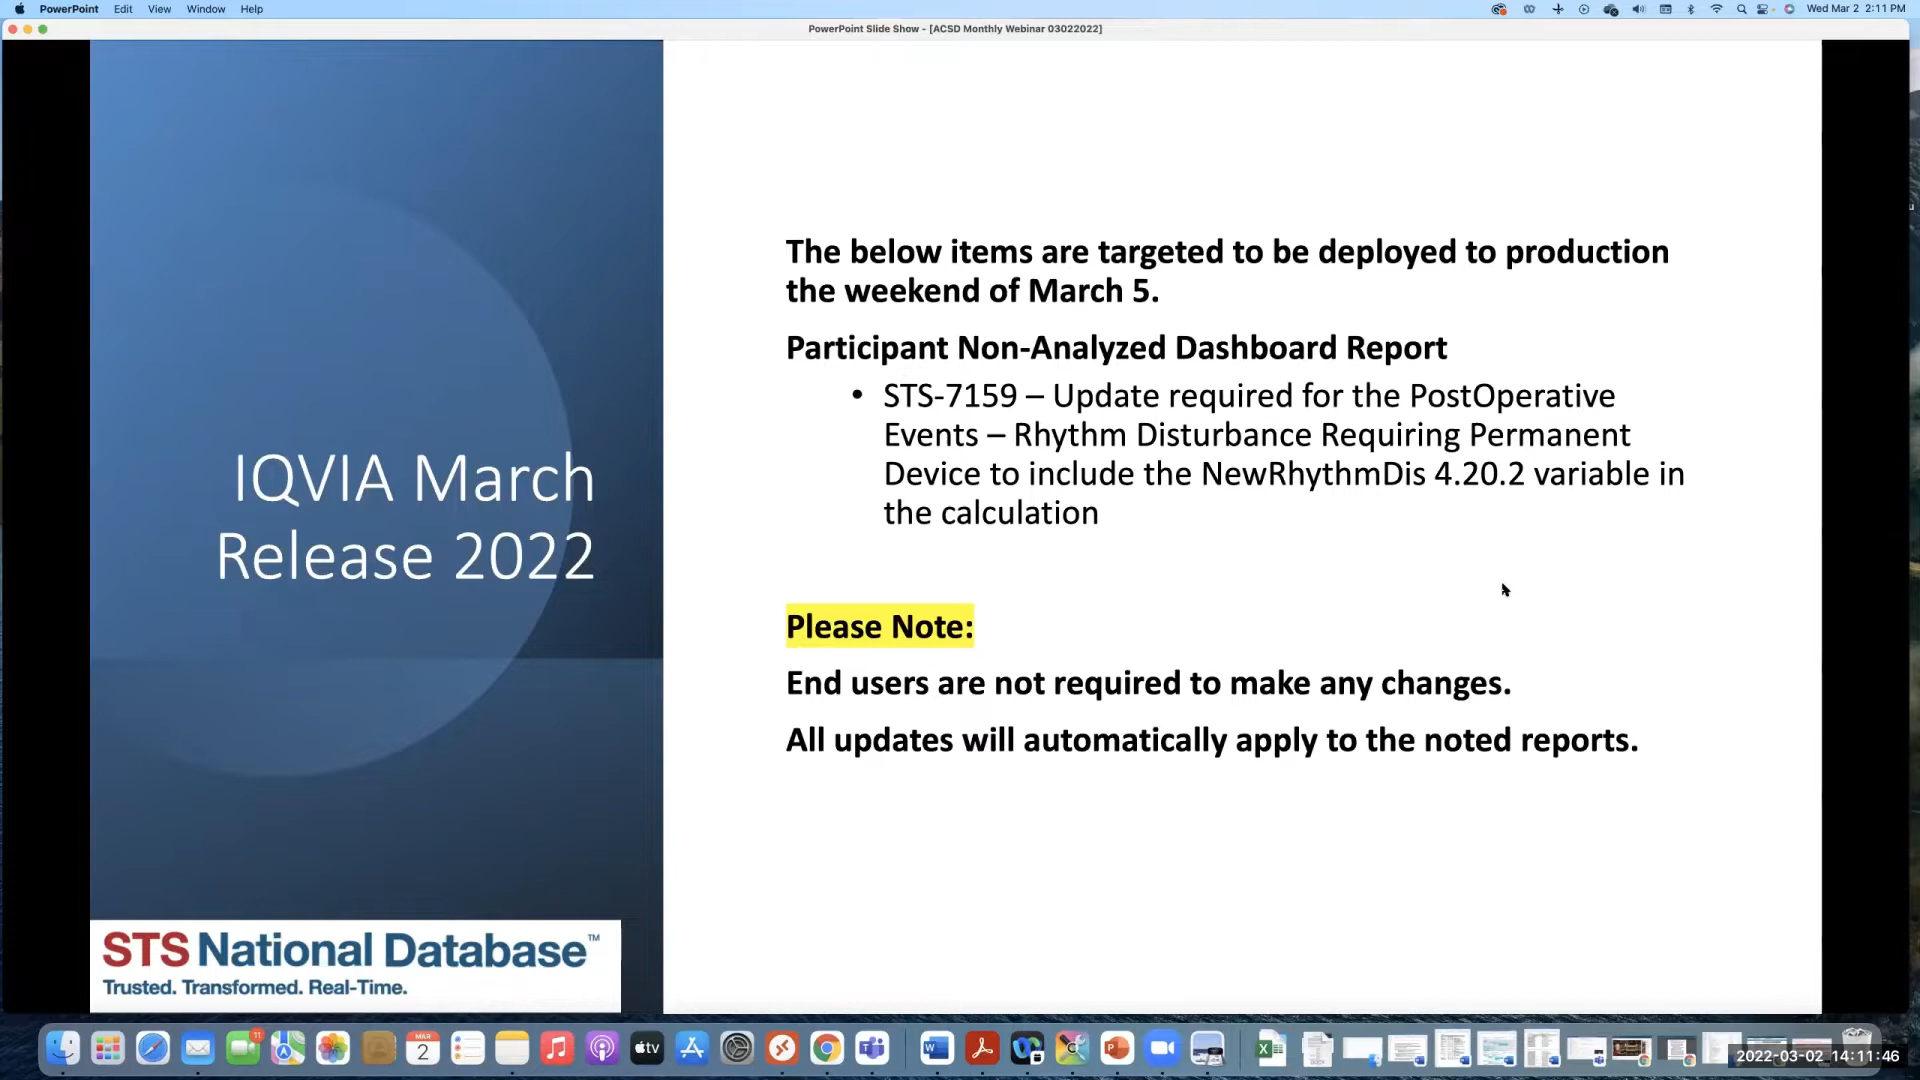 PowerPoint Edit View Window Help Wed Mar 2 2:11 PM
PowerPoint Slide Show - [ACSD Monthly Webinar 03022022]
The below items are targeted to be deployed to production
the weekend of March 5.
Participant Non-Analyzed Dashboard Report
• STS-7159 – Update required for the PostOperative
Events – Rhythm Disturbance Requiring Permanent
Device to include the NewRhythmDis 4.20.2 variable in
the calculation
IQVIA March
Release 2022
Please Note:
End users are not required to make any changes.
All updates will automatically apply to the noted reports.
STS National Database™
Trusted. Transformed. Real-Time.
11
MAR
2
tv
2022-03-02 14:11:46